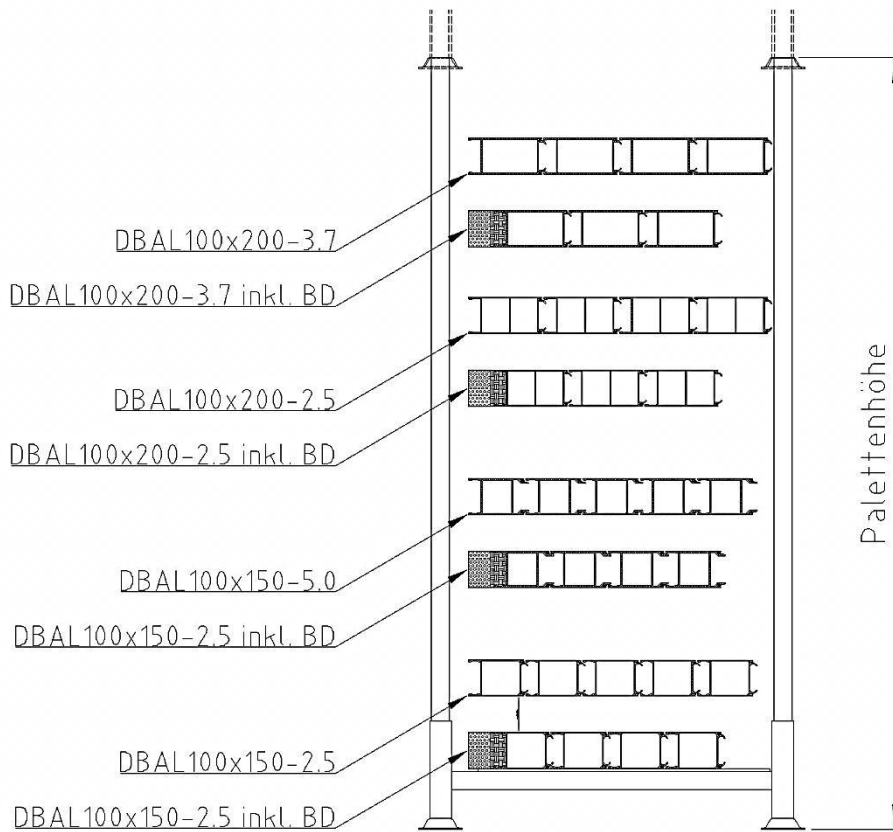 DBAL100x200-3.7
DBAL100x200-3.7 inkl. BD
DBAL100x200-2.5
DBAL100x200-2.5 inkl. BD
DBAL100x150-5.0
DBAL100x150-2.5 inkl. BD
DBAL100x150-2.5
DBAL100x150-2.5 inkl. BD
Palettenhöhe